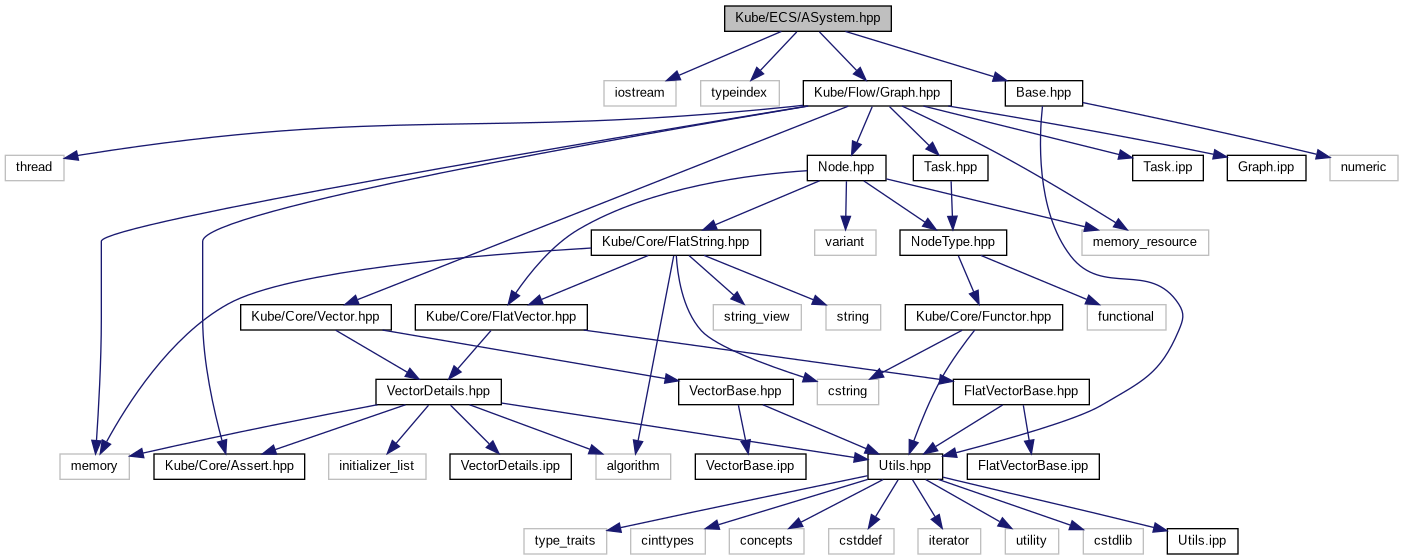 Kube/ECS/ASystem.hpp
iostream
typeindex
Kube/Flow/Graph.hpp
Base.hpp
thread
Node.hpp
Task.hpp
Task.ipp
Graph.ipp
numeric
Kube/Core/FlatString.hpp
variant
NodeType.hpp
memory_resource
Kube/Core/Vector.hpp
Kube/Core/FlatVector.hpp
string_view
string
Kube/Core/Functor.hpp
functional
VectorDetails.hpp
VectorBase.hpp
cstring
FlatVectorBase.hpp
memory
Kube/Core/Assert.hpp
initializer_list
VectorDetails.ipp
algorithm
VectorBase.ipp
Utils.hpp
FlatVectorBase.ipp
type_traits
cinttypes
concepts
cstddef
iterator
utility
cstdlib
Utils.ipp